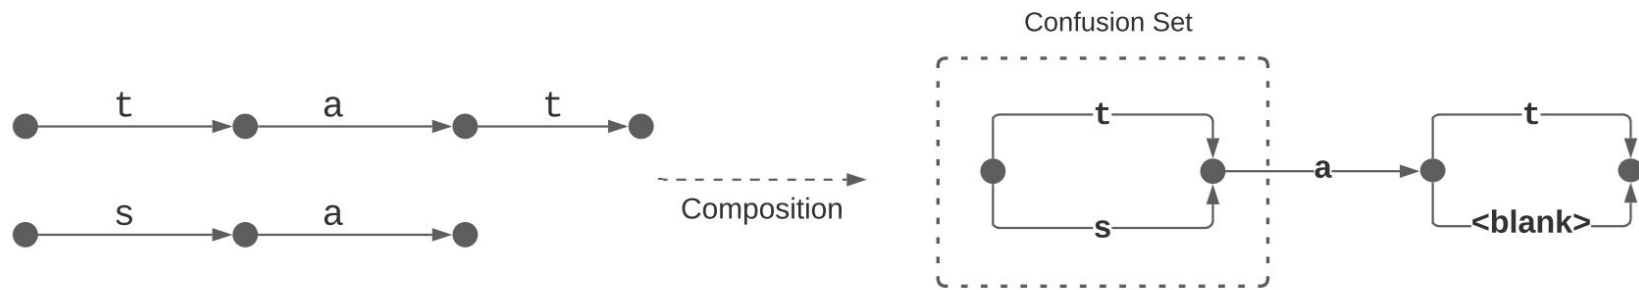 Confusion Set
t a t
s a
Composition
t
s
a
t
<blank>